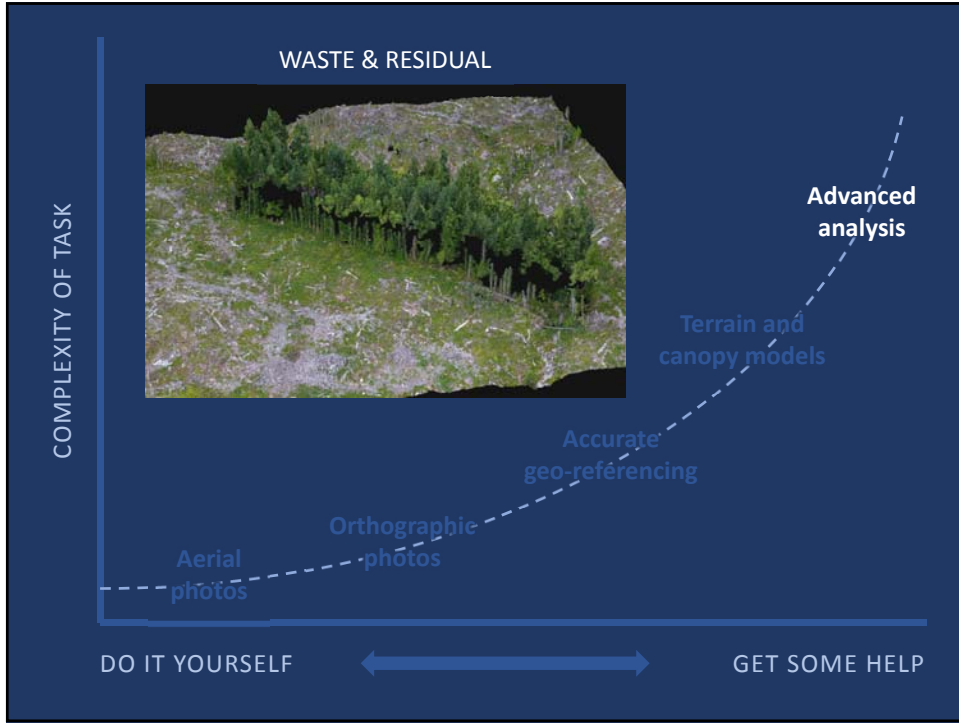 WASTE & RESIDUAL
COMPLEXITY OF TASK
Advanced
analysis
Terrain and
canopy models
Accurate
geo-referencing
Orthographic
photos
Aerial
photos
DO IT YOURSELF
GET SOME HELP